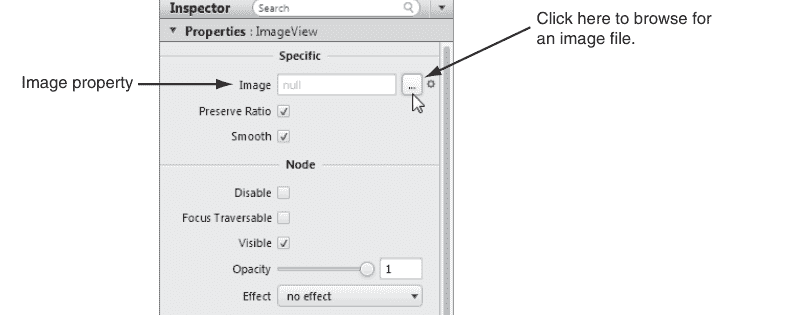 Inspector
Search
Click here to browse for
an image file.
Properties : ImageView
Specific
Image property
Image
null
...
Preserve Ratio
Smooth
Node
Disable
Focus Traversable
Visible
Opacity
1
Effect
no effect